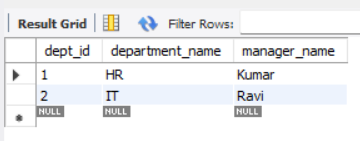 Result Grid Filter Rows:
dept_id department_name manager_name
1 HR Kumar
2 IT Ravi
NULL NULL NULL